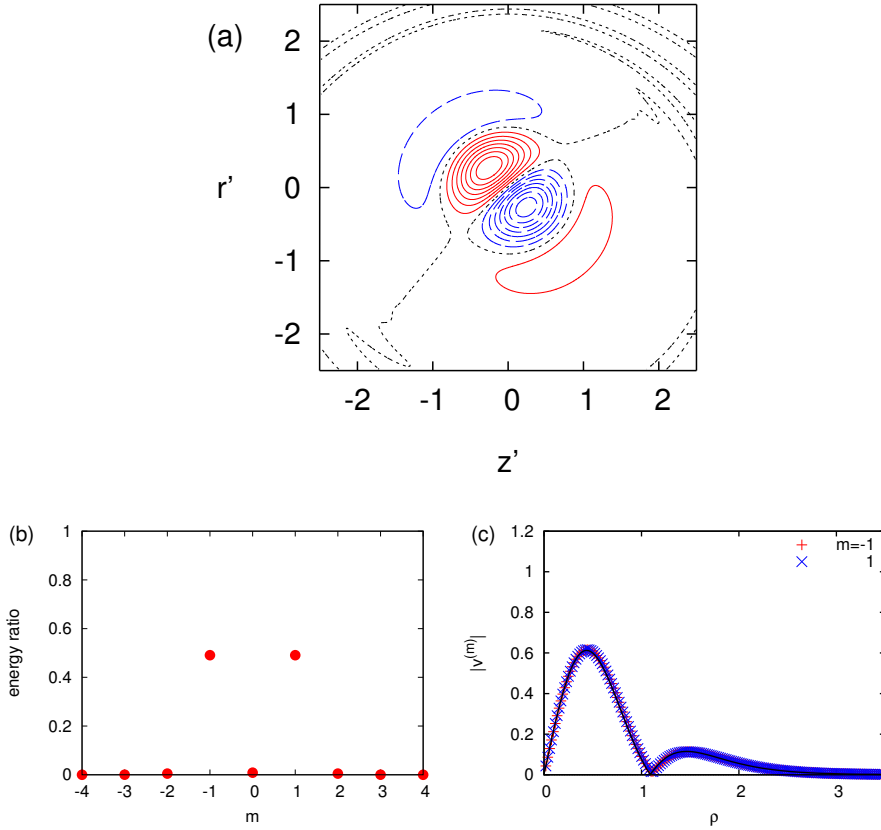 (a)
2
1
0
-1
-2
r'
-2 -1 0 1 2
z'
(b)
1
0.8
0.6
0.4
0.2
0
energy ratio
-4 -3 -2 -1 0 1 2 3 4
m
(c)
1.2
1
0.8
0.6
0.4
0.2
0
|v^(m)|
m=-1
1
0 1 2 3
ρ